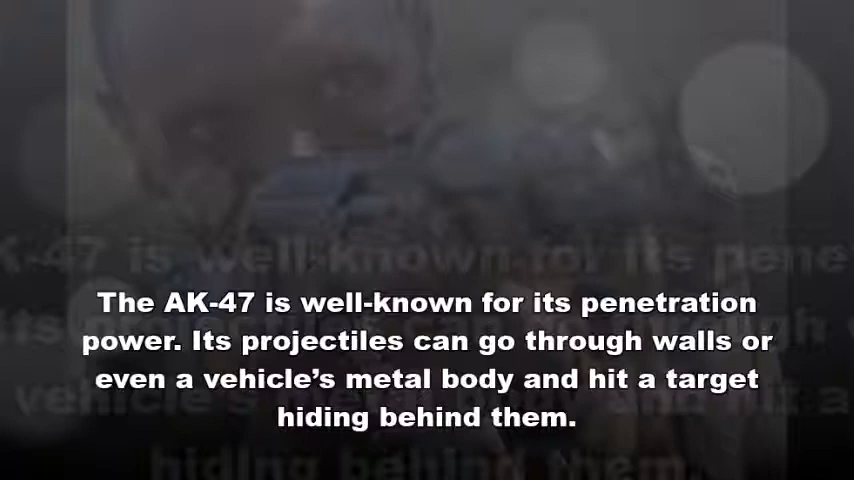 The AK-47 is well-known for its penetration
power. Its projectiles can go through walls or
even a vehicle’s metal body and hit a target
hiding behind them.